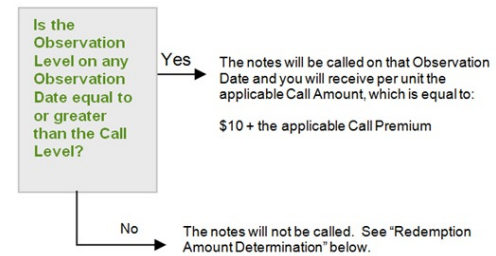 Is the
Observation
Level on any
Observation
Date equal to
or greater
than the Call
Level?
Yes
The notes will be called on that Observation
Date and you will receive per unit the
applicable Call Amount, which is equal to:
$10 + the applicable Call Premium
No
The notes will not be called. See “Redemption
Amount Determination” below.